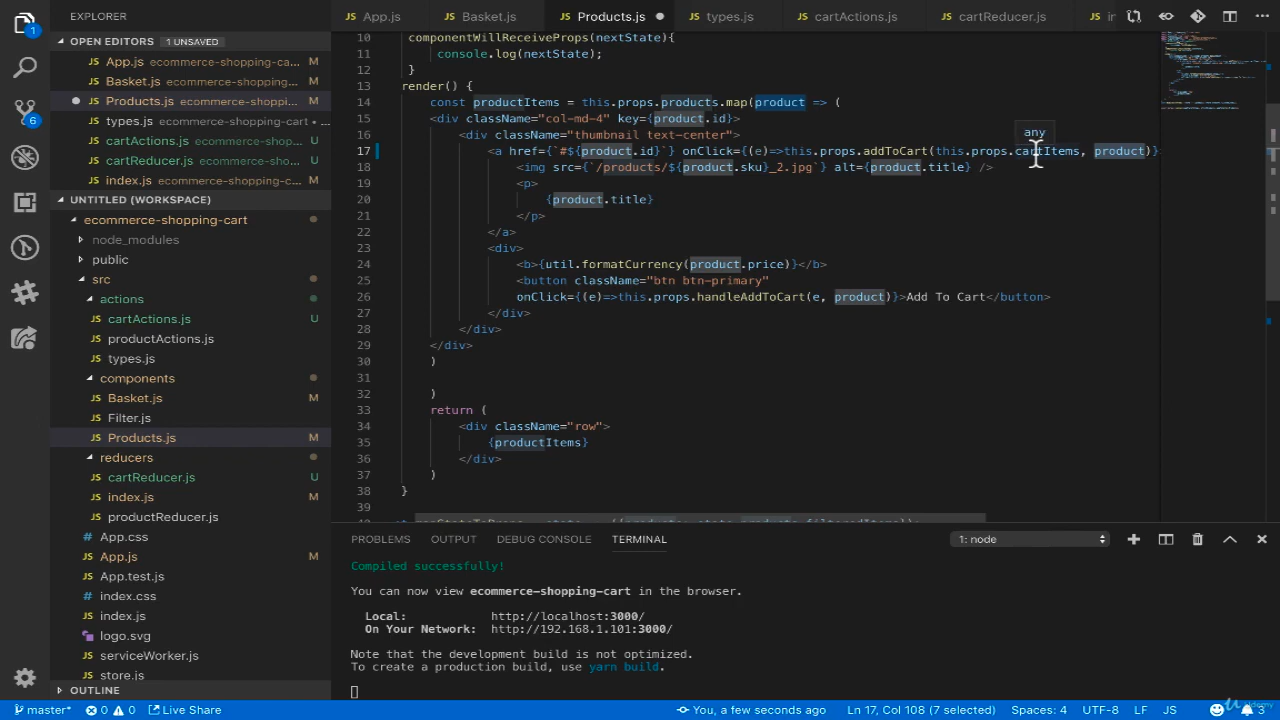 EXPLORER
OPEN EDITORS 1 UNSAVED
App.js ecommerce-shopping-ca... M
Basket.js ecommerce-shopping... M
Products.js ecommerce-shoppi... M
types.js ecommerce-shopping-cart •
cartActions.js ecommerce-shop... U
cartReducer.js ecommerce-shop... U
index.js ecommerce-shopping-c... M
UNTITLED (WORKSPACE)
ecommerce-shopping-cart
node_modules
public
src
actions
cartActions.js U
productActions.js
types.js
components
Basket.js M
Filter.js
Products.js M
reducers
cartReducer.js U
index.js M
productReducer.js
App.css
App.js M
App.test.js
index.css
index.js
logo.svg
serviceWorker.js
store.js
OUTLINE
App.js Basket.js Products.js types.js cartActions.js cartReducer.js
10 componentWillReceiveProps(nextState){
11 console.log(nextState);
12 }
13 render() {
14 const productItems = this.props.products.map(product => (
15 <div className="col-md-4" key={product.id}>
16 <div className="thumbnail text-center">
any
17 <a href={`#${product.id}`} onClick={(e)=>this.props.addToCart(this.props.cartItems, product)}
18 <img src={`/products/${product.sku}_2.jpg`} alt={product.title} />
19 <p>
20 {product.title}
21 </p>
22 </a>
23 <div>
24 <b>{util.formatCurrency(product.price)}</b>
25 <button className="btn btn-primary"
26 onClick={(e)=>this.props.handleAddToCart(e, product)}>Add To Cart</button>
27 </div>
28 </div>
29 </div>
30 )
31
32 )
33 return (
34 <div className="row">
35 {productItems}
36 </div>
37 )
38 }
39
PROBLEMS OUTPUT DEBUG CONSOLE TERMINAL 1: node
Compiled successfully!
You can now view ecommerce-shopping-cart in the browser.
Local: http://localhost:3000/
On Your Network: http://192.168.1.101:3000/
Note that the development build is not optimized.
To create a production build, use yarn build.
master* 0 0 Live Share You, a few seconds ago Ln 17, Col 108 (7 selected) Spaces: 4 UTF-8 LF JS 3